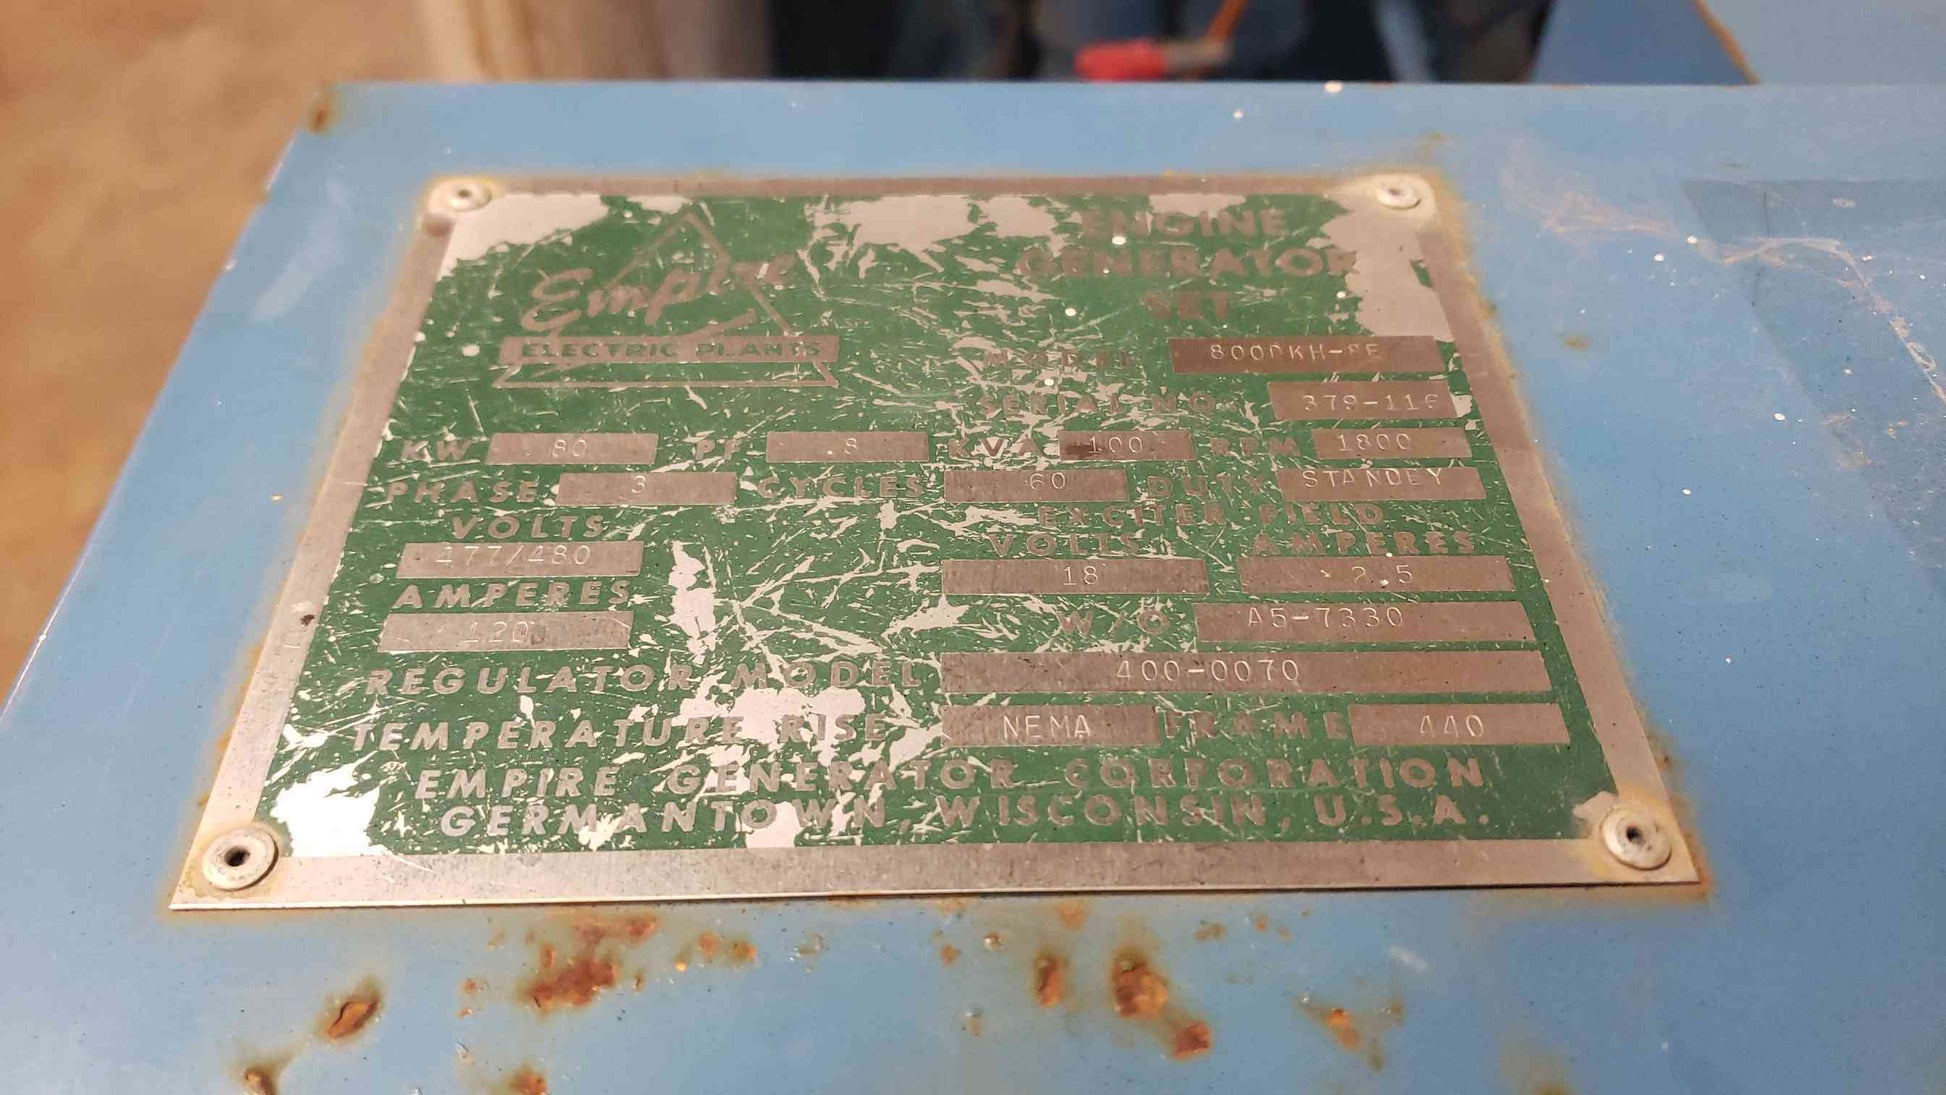 Empire
ELECTRIC PLANTS
ENGINE
GENERATOR
SET
MODEL
SERIAL NO. 379-116
KW 80 PF .8 KVA 100 RPM 1800
PHASE 3 CYCLES 60 DUTY STANDBY
VOLTS
277/480
AMPERES
120
EXCITER FIELD
VOLTS AMPERES
18 2.5
W/O A5-7330
REGULATOR MODEL 400-0070
TEMPERATURE RISE NEMA FRAME 440
EMPIRE GENERATOR CORPORATION
GERMANTOWN, WISCONSIN, U.S.A.